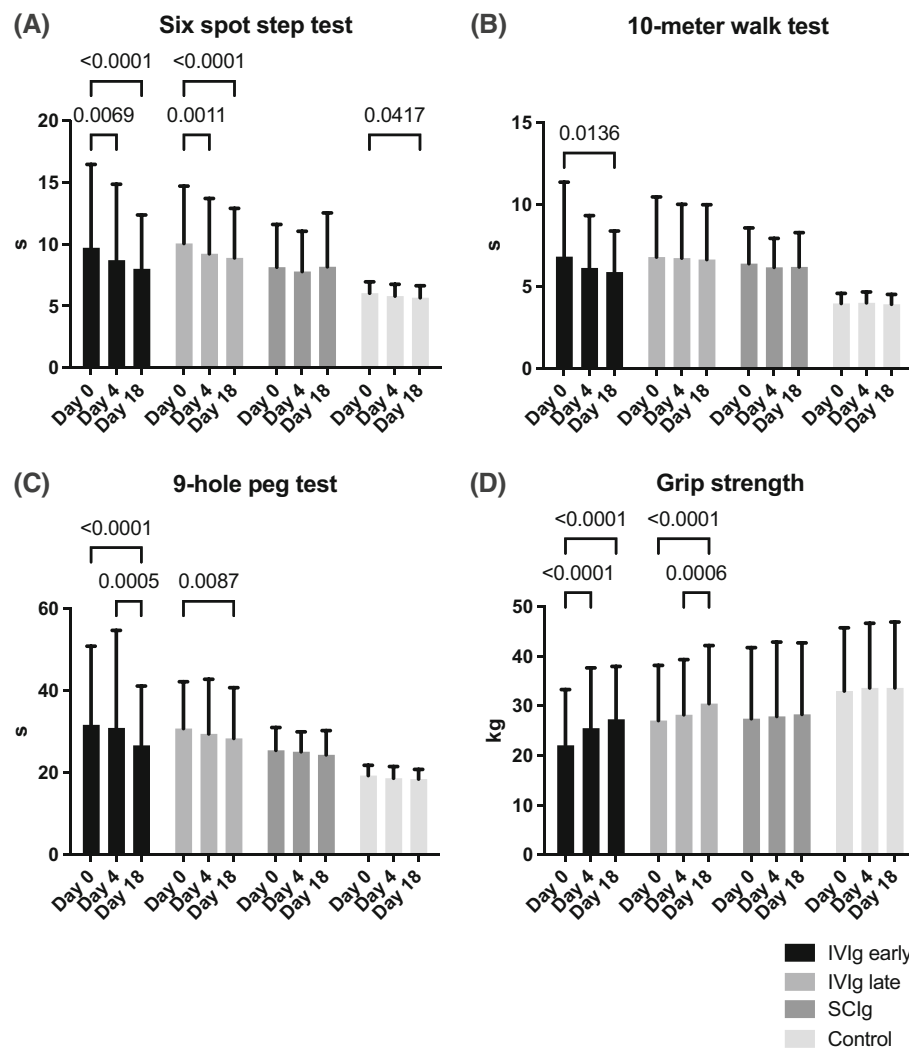 (A) Six spot step test
<0.0001 <0.0001
0.0069 0.0011 0.0417
20
15
10
5
0
s
Day 0 Day 4 Day 18 Day 0 Day 4 Day 18 Day 0 Day 4 Day 18 Day 0 Day 4 Day 18
(B) 10-meter walk test
0.0136
15
10
5
0
s
Day 0 Day 4 Day 18 Day 0 Day 4 Day 18 Day 0 Day 4 Day 18 Day 0 Day 4 Day 18
(C) 9-hole peg test
<0.0001
0.0005 0.0087
60
40
20
0
s
Day 0 Day 4 Day 18 Day 0 Day 4 Day 18 Day 0 Day 4 Day 18 Day 0 Day 4 Day 18
(D) Grip strength
<0.0001 <0.0001
<0.0001 0.0006
50
40
30
20
10
0
kg
Day 0 Day 4 Day 18 Day 0 Day 4 Day 18 Day 0 Day 4 Day 18 Day 0 Day 4 Day 18
IVIg early
IVIg late
SCIg
Control